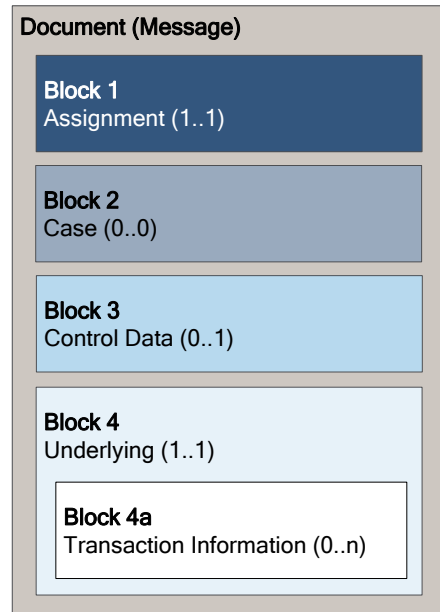 Document (Message)
Block 1
Assignment (1..1)
Block 2
Case (0..0)
Block 3
Control Data (0..1)
Block 4
Underlying (1..1)
Block 4a
Transaction Information (0..n)